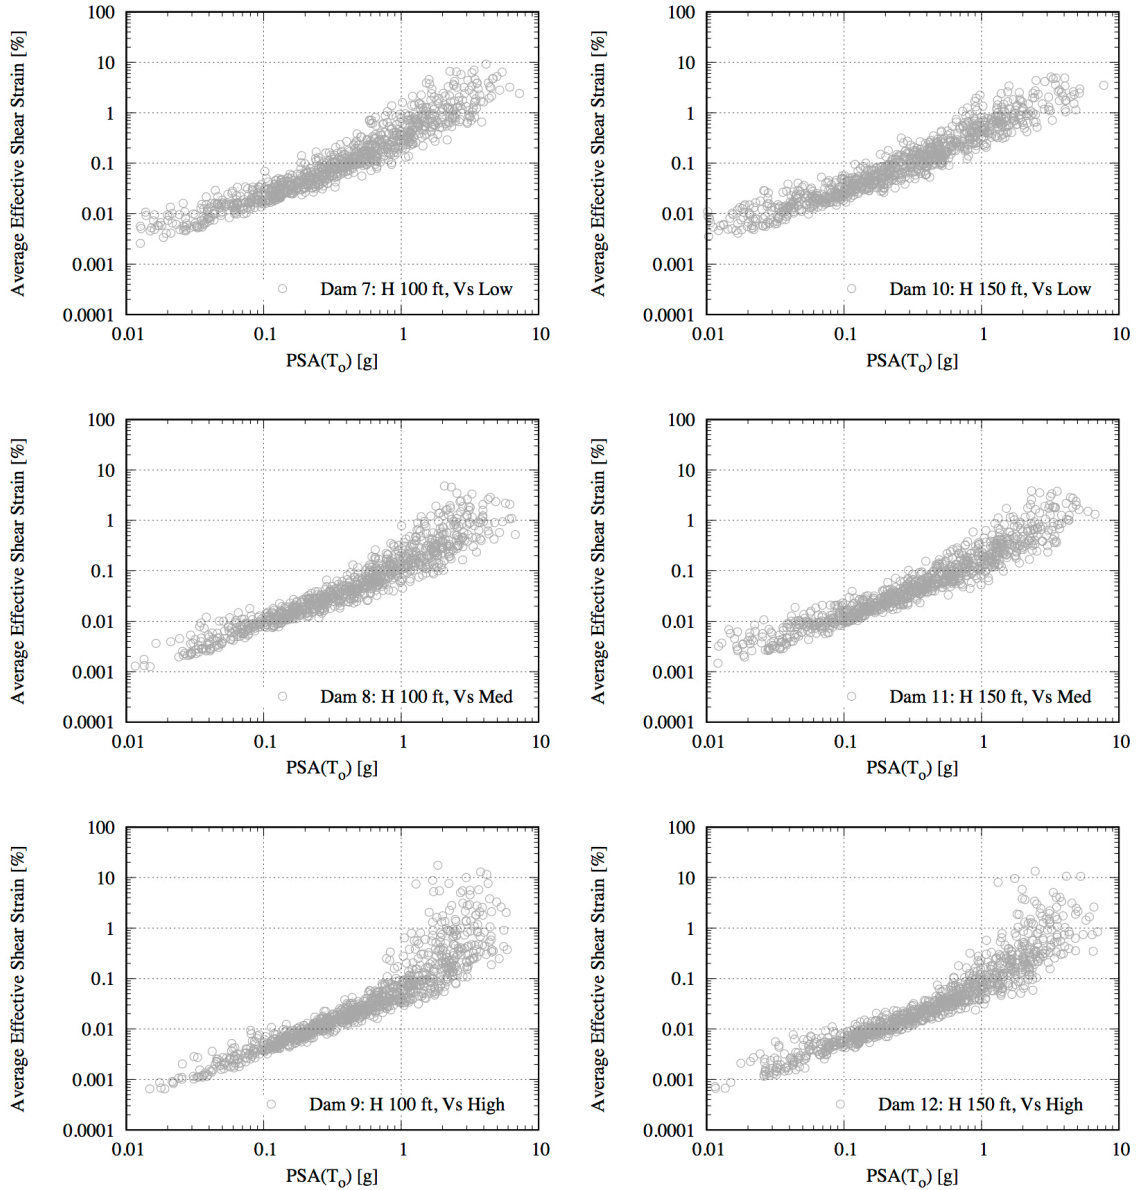 100
10
1
0.1
0.01
0.001
0.0001
Average Effective Shear Strain [%]
Dam 7: H 100 ft, Vs Low
0.01 0.1 1 10
PSA(To) [g]
100
10
1
0.1
0.01
0.001
0.0001
Average Effective Shear Strain [%]
Dam 10: H 150 ft, Vs Low
0.01 0.1 1 10
PSA(To) [g]
100
10
1
0.1
0.01
0.001
0.0001
Average Effective Shear Strain [%]
Dam 8: H 100 ft, Vs Med
0.01 0.1 1 10
PSA(To) [g]
100
10
1
0.1
0.01
0.001
0.0001
Average Effective Shear Strain [%]
Dam 11: H 150 ft, Vs Med
0.01 0.1 1 10
PSA(To) [g]
100
10
1
0.1
0.01
0.001
0.0001
Average Effective Shear Strain [%]
Dam 9: H 100 ft, Vs High
0.01 0.1 1 10
PSA(To) [g]
100
10
1
0.1
0.01
0.001
0.0001
Average Effective Shear Strain [%]
Dam 12: H 150 ft, Vs High
0.01 0.1 1 10
PSA(To) [g]